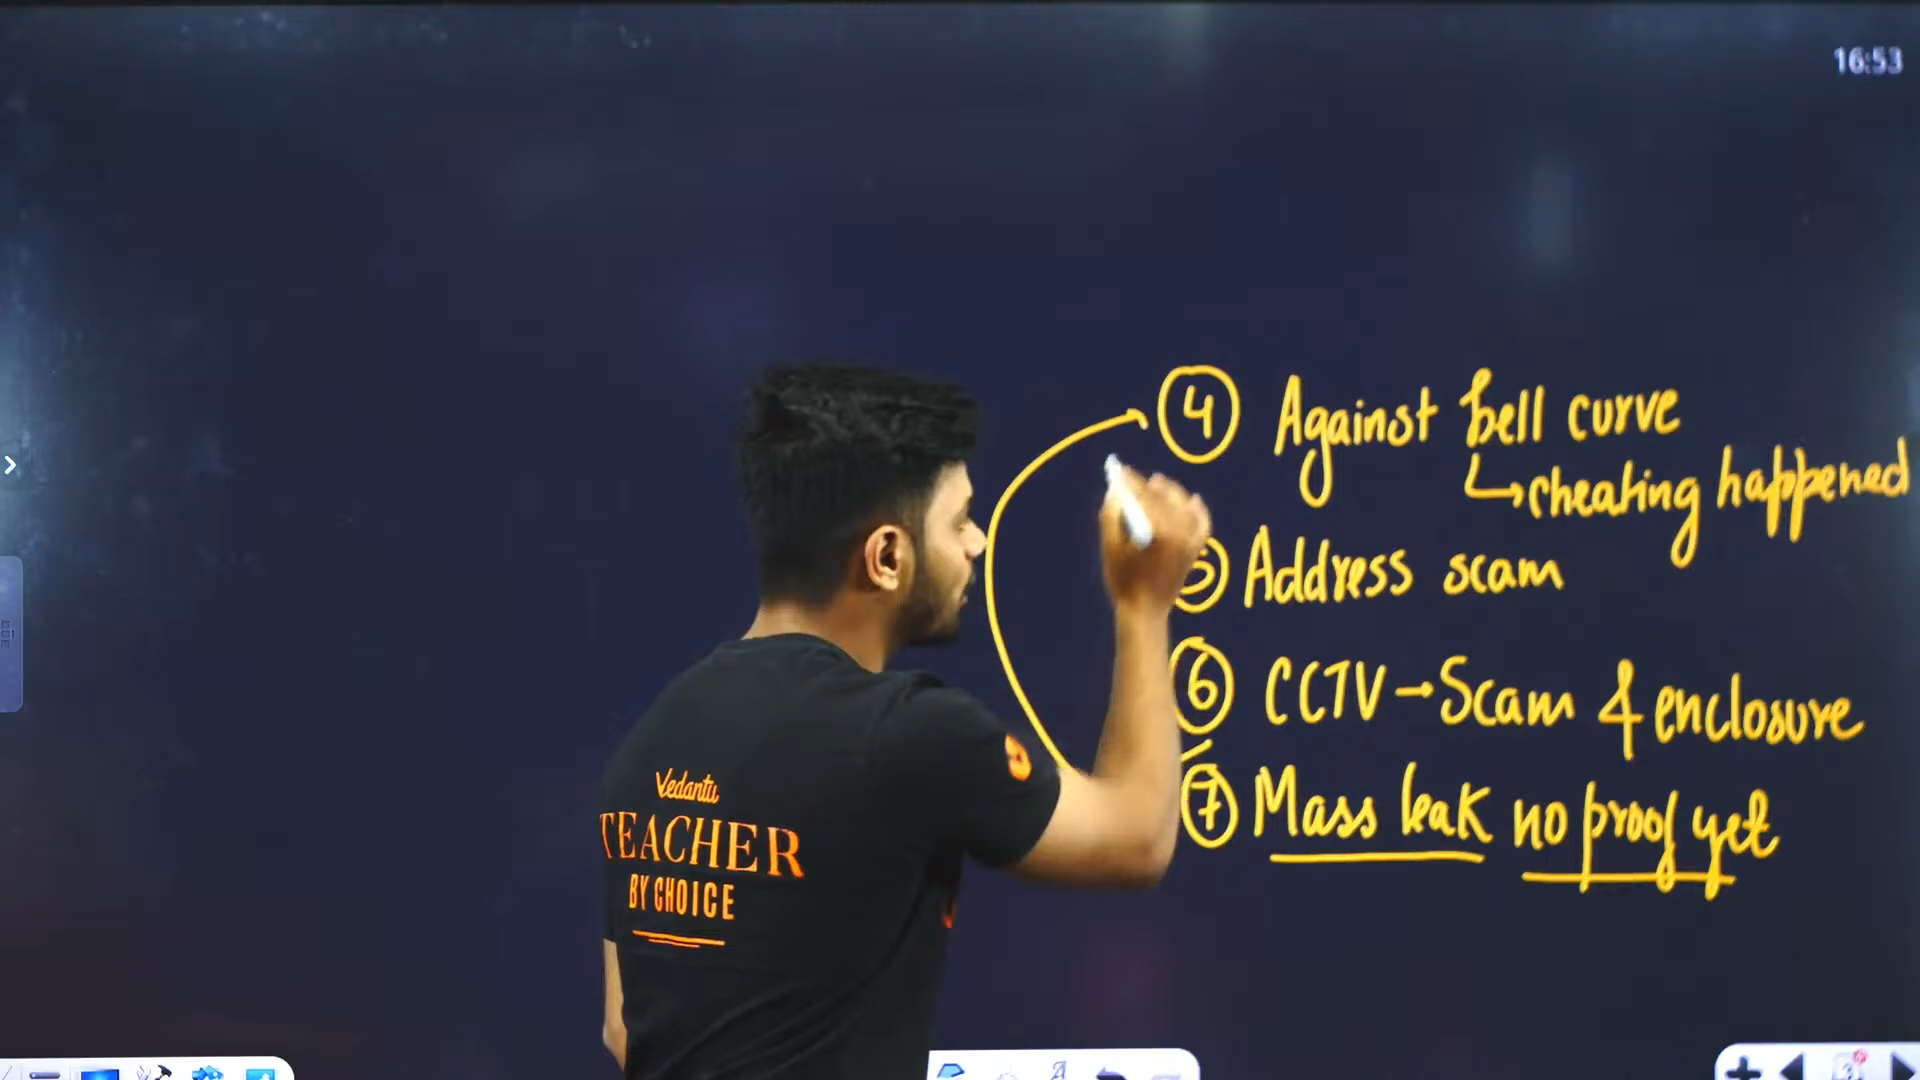 16:53
4 Against bell curve
↳ cheating happened
5 Address scam
6 CCTV → Scam & enclosure
7 Mass leak no proof yet
Vedantu
TEACHER
BY CHOICE